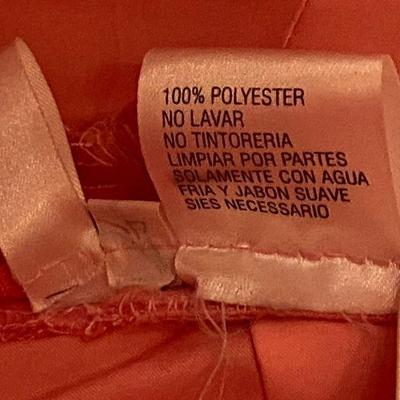 100% POLYESTER
NO LAVAR
NO TINTORERIA
LIMPIAR POR PARTES
SOLAMENTE CON AGUA
FRIA Y JABON SUAVE
SIES NECESSARIO